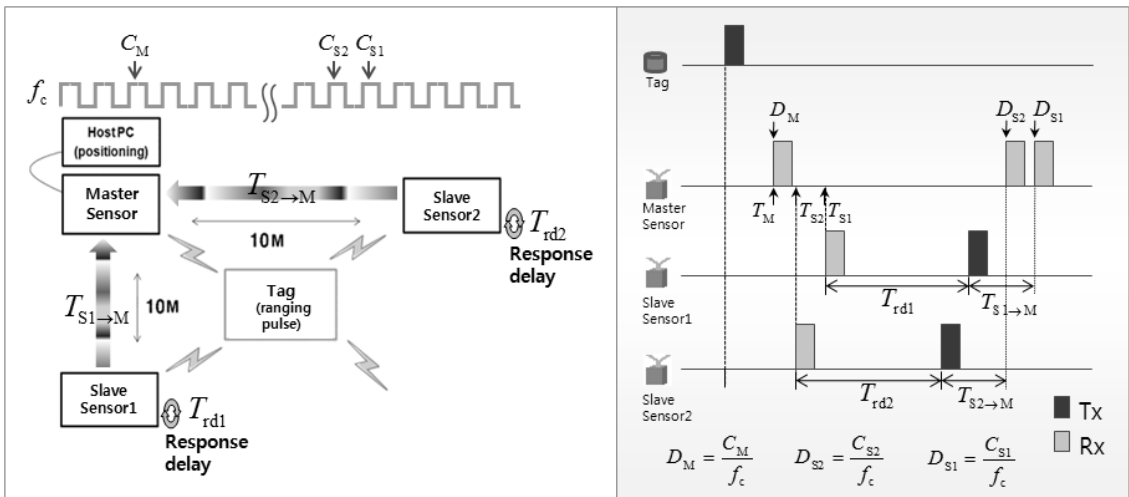 C_M
C_S2 C_S1
f_c
Host PC
(positioning)
Master
Sensor
T_S2→M
Slave
Sensor2
10M
T_rd2
Response
delay
T_S1→M
10M
Tag
(ranging
pulse)
Slave
Sensor1
T_rd1
Response
delay
Tag
D_M D_S2 D_S1
Master
Sensor
T_M T_S2 T_S1
Slave
Sensor1
T_rd1 T_S1→M
Slave
Sensor2
T_rd2 T_S2→M
Tx
Rx
D_M = C_M / f_c D_S2 = C_S2 / f_c D_S1 = C_S1 / f_c